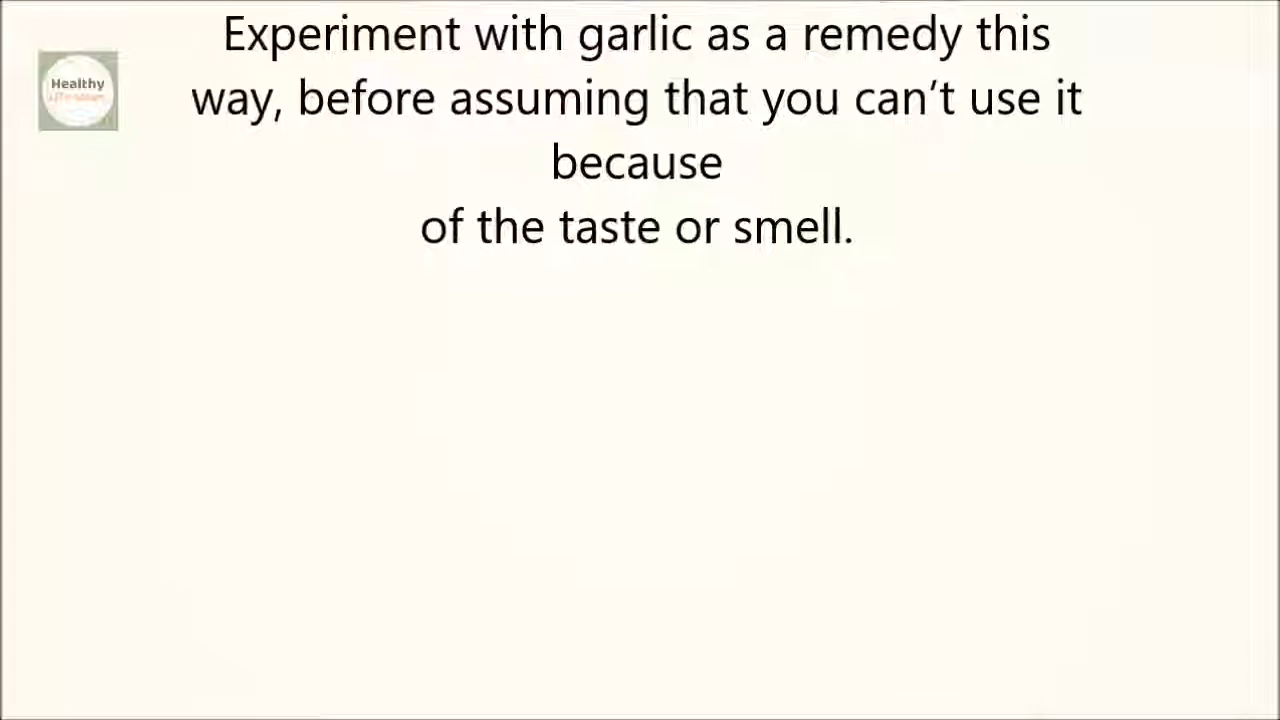 Experiment with garlic as a remedy this
way, before assuming that you can’t use it
because
of the taste or smell.
Healthy